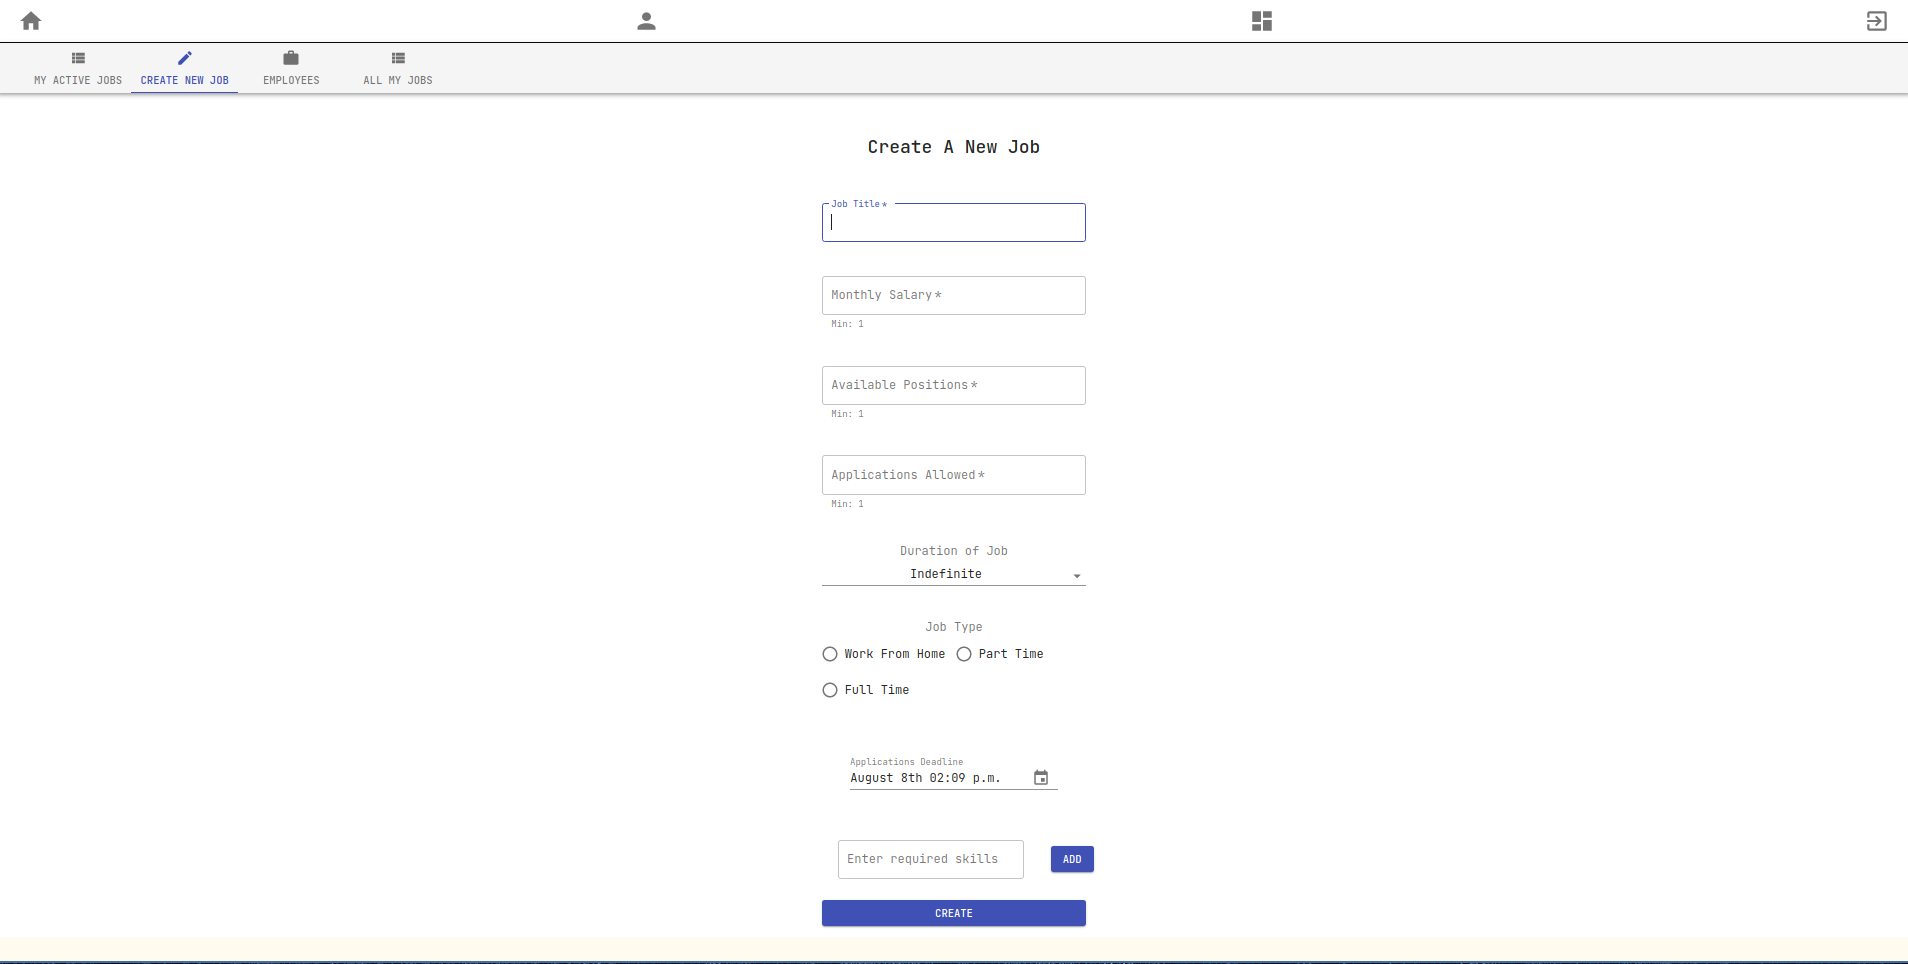 MY ACTIVE JOBS CREATE NEW JOB EMPLOYEES ALL MY JOBS
Create A New Job
Job Title *
Monthly Salary *
Min: 1
Available Positions *
Min: 1
Applications Allowed *
Min: 1
Duration of Job
Indefinite
Job Type
Work From Home Part Time
Full Time
Applications Deadline
August 8th 02:09 p.m.
Enter required skills ADD
CREATE